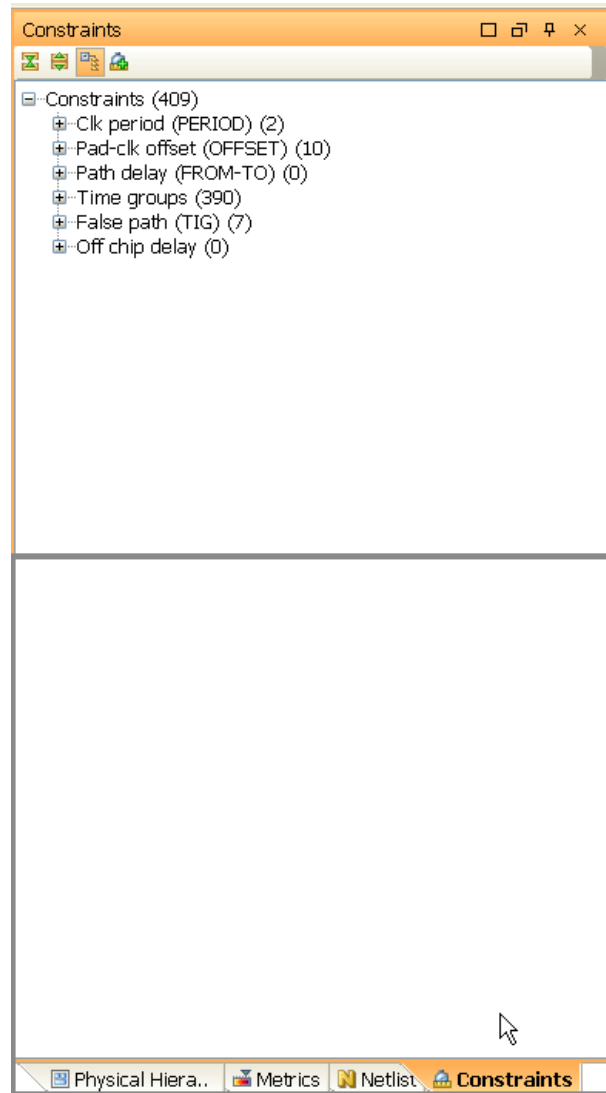 Constraints
Constraints (409)
Clk period (PERIOD) (2)
Pad-clk offset (OFFSET) (10)
Path delay (FROM-TO) (0)
Time groups (390)
False path (TIG) (7)
Off chip delay (0)
Physical Hiera.. Metrics Netlist Constraints